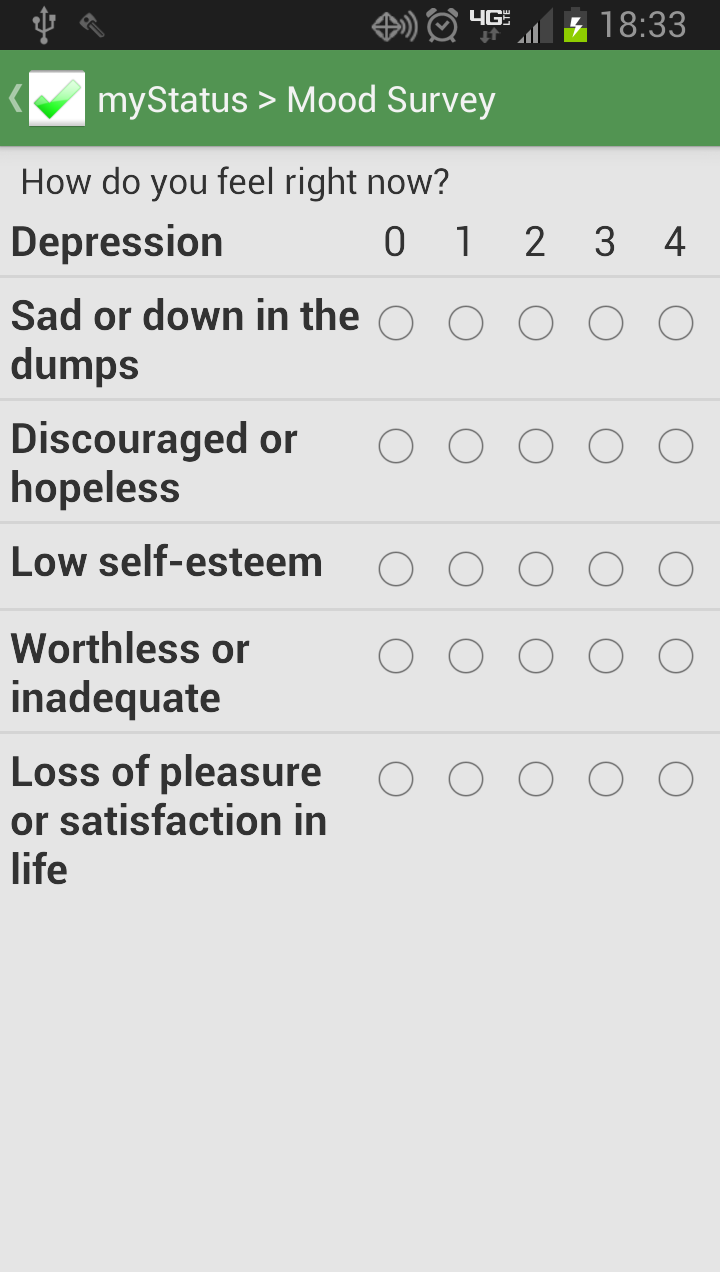 4G LTE 18:33
myStatus > Mood Survey
How do you feel right now?
Depression 0 1 2 3 4
Sad or down in the
dumps
Discouraged or
hopeless
Low self-esteem
Worthless or
inadequate
Loss of pleasure
or satisfaction in
life